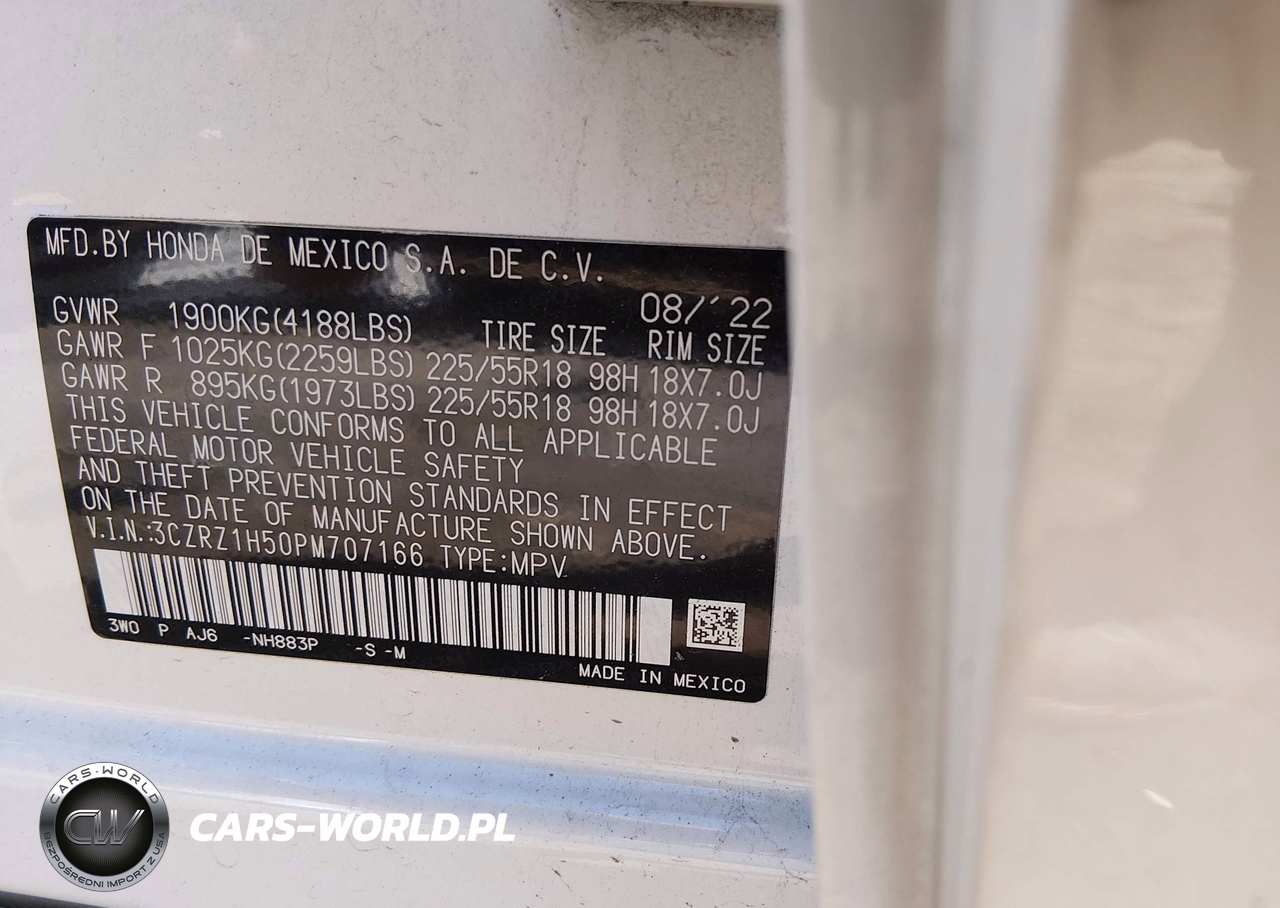 MFD.BY HONDA DE MEXICO S.A. DE C.V.
08/'22
GVWR 1900KG(4188LBS) TIRE SIZE RIM SIZE
GAWR F 1025KG(2259LBS) 225/55R18 98H 18X7.0J
GAWR R 895KG(1973LBS) 225/55R18 98H 18X7.0J
THIS VEHICLE CONFORMS TO ALL APPLICABLE
FEDERAL MOTOR VEHICLE SAFETY
AND THEFT PREVENTION STANDARDS IN EFFECT
ON THE DATE OF MANUFACTURE SHOWN ABOVE.
V.I.N.:3CZRZ1H50PM707166 TYPE:MPV
3W0 P AJ6 -NH883P -S -M
MADE IN MEXICO
CARS-WORLD
CW
BEZPOŚREDNI IMPORT Z USA
CARS-WORLD.PL